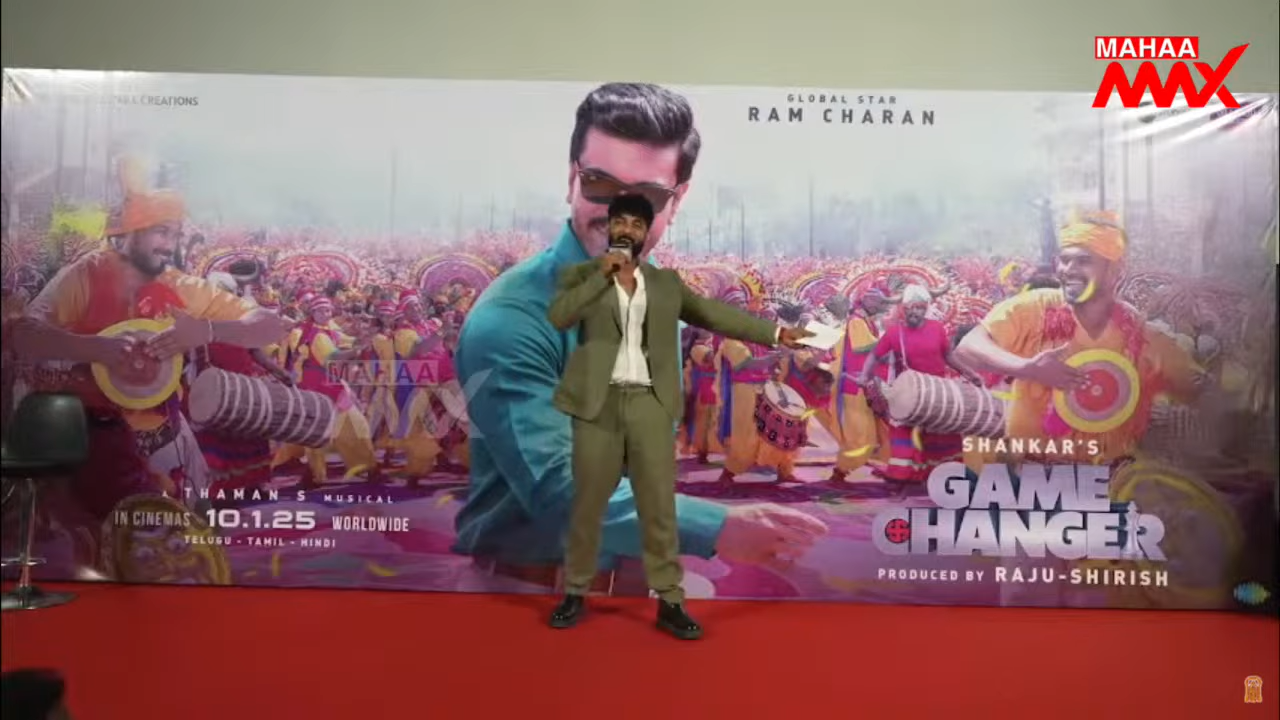 MAHAA
MAX
CREATIONS
GLOBAL STAR
RAM CHARAN
MAHAA
MAX
SHANKAR'S
GAME
CHANGER
PRODUCED BY RAJU-SHIRISH
A THAMAN S MUSICAL
IN CINEMAS 10.1.25 WORLDWIDE
TELUGU - TAMIL - HINDI